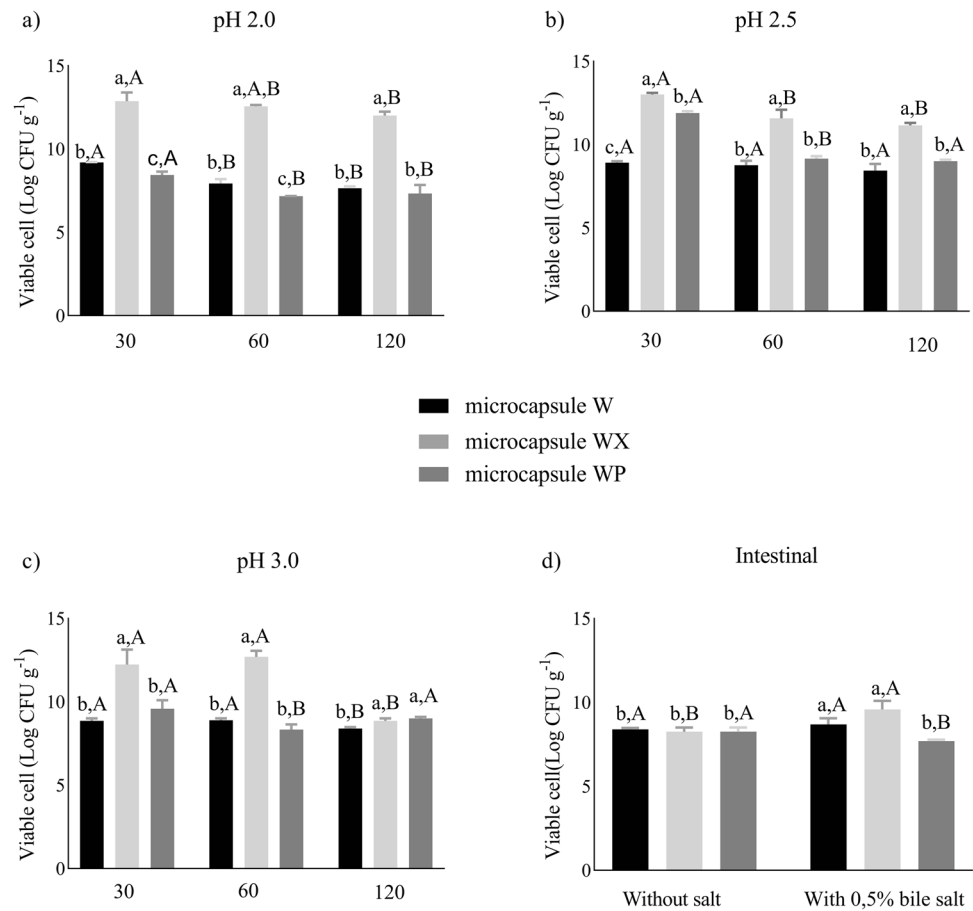 a)
pH 2.0
Viable cell (Log CFU g-1)
15
10
5
0
a,A
a,A,B
a,B
b,A
c,A
b,B
c,B
b,B
b,B
30
60
120
b)
pH 2.5
Viable cell (Log CFU g-1)
15
10
5
0
a,A
b,A
a,B
a,B
c,A
b,A
b,B
b,A
b,A
30
60
120
microcapsule W
microcapsule WX
microcapsule WP
c)
pH 3.0
Viable cell (Log CFU g-1)
15
10
5
0
a,A
a,A
b,A
b,A
b,A
b,B
b,B
a,B
a,A
30
60
120
d)
Intestinal
Viable cell(Log CFU g-1)
15
10
5
0
b,A
b,B
b,A
a,A
a,A
b,B
Without salt
With 0,5% bile salt